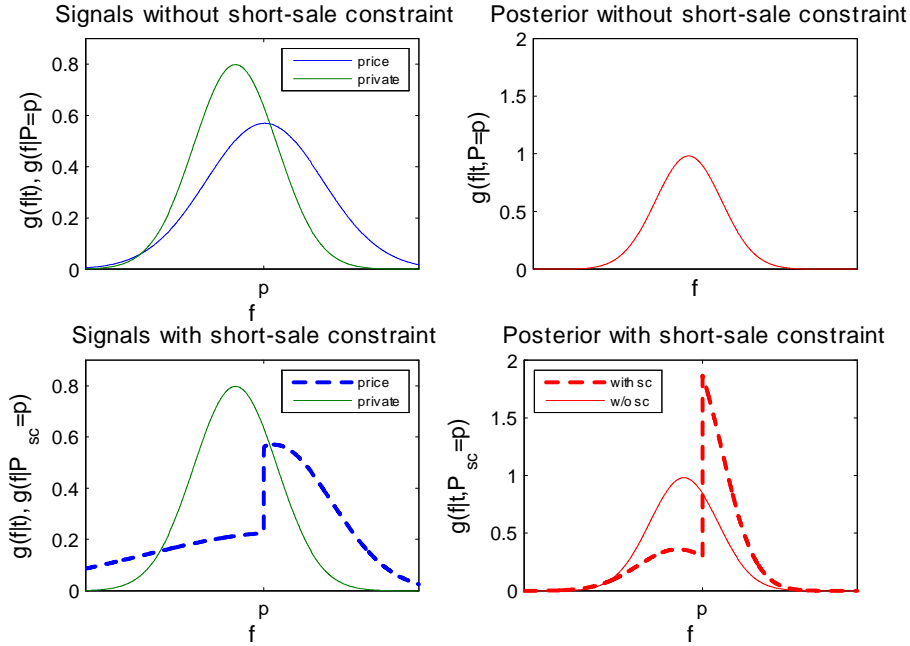 Signals without short-sale constraint
g(f|t), g(f|P=p)
0.8
0.6
0.4
0.2
0
price
private
p
f
Posterior without short-sale constraint
g(f|t,P=p)
2
1.5
1
0.5
0
f
Signals with short-sale constraint
g(f|t), g(f|P_sc=p)
0.8
0.6
0.4
0.2
0
price
private
p
f
Posterior with short-sale constraint
g(f|t,P_sc=p)
2
1.5
1
0.5
0
with sc
w/o sc
p
f